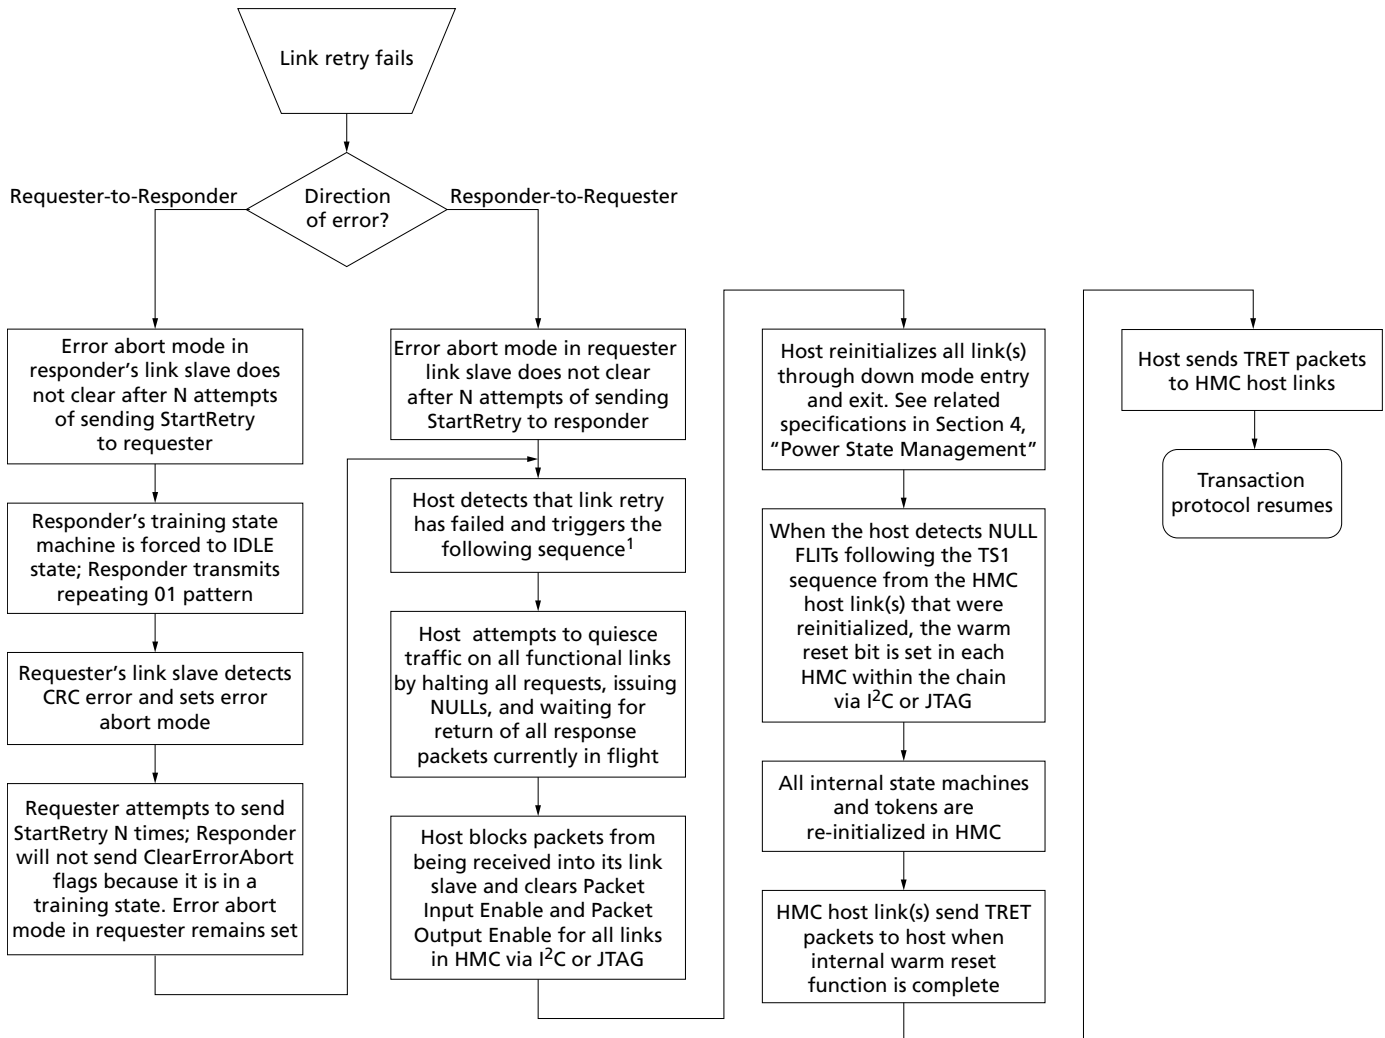 Link retry fails
Requester-to-Responder
Direction
of error?
Responder-to-Requester
Error abort mode in
responder’s link slave does
not clear after N attempts
of sending StartRetry
to requester
Responder’s training state
machine is forced to IDLE
state; Responder transmits
repeating 01 pattern
Requester’s link slave detects
CRC error and sets error
abort mode
Requester attempts to send
StartRetry N times; Responder
will not send ClearErrorAbort
flags because it is in a
training state. Error abort
mode in requester remains set
Error abort mode in requester
link slave does not clear
after N attempts of sending
StartRetry to responder
Host detects that link retry
has failed and triggers the
following sequence1
Host attempts to quiesce
traffic on all functional links
by halting all requests, issuing
NULLs, and waiting for
return of all response
packets currently in flight
Host blocks packets from
being received into its link
slave and clears Packet
Input Enable and Packet
Output Enable for all links
in HMC via I2C or JTAG
Host reinitializes all link(s)
through down mode entry
and exit. See related
specifications in Section 4,
“Power State Management”
When the host detects NULL
FLITs following the TS1
sequence from the HMC
host link(s) that were
reinitialized, the warm
reset bit is set in each
HMC within the chain
via I2C or JTAG
All internal state machines
and tokens are
re-initialized in HMC
HMC host link(s) send TRET
packets to host when
internal warm reset
function is complete
Host sends TRET packets
to HMC host links
Transaction
protocol resumes